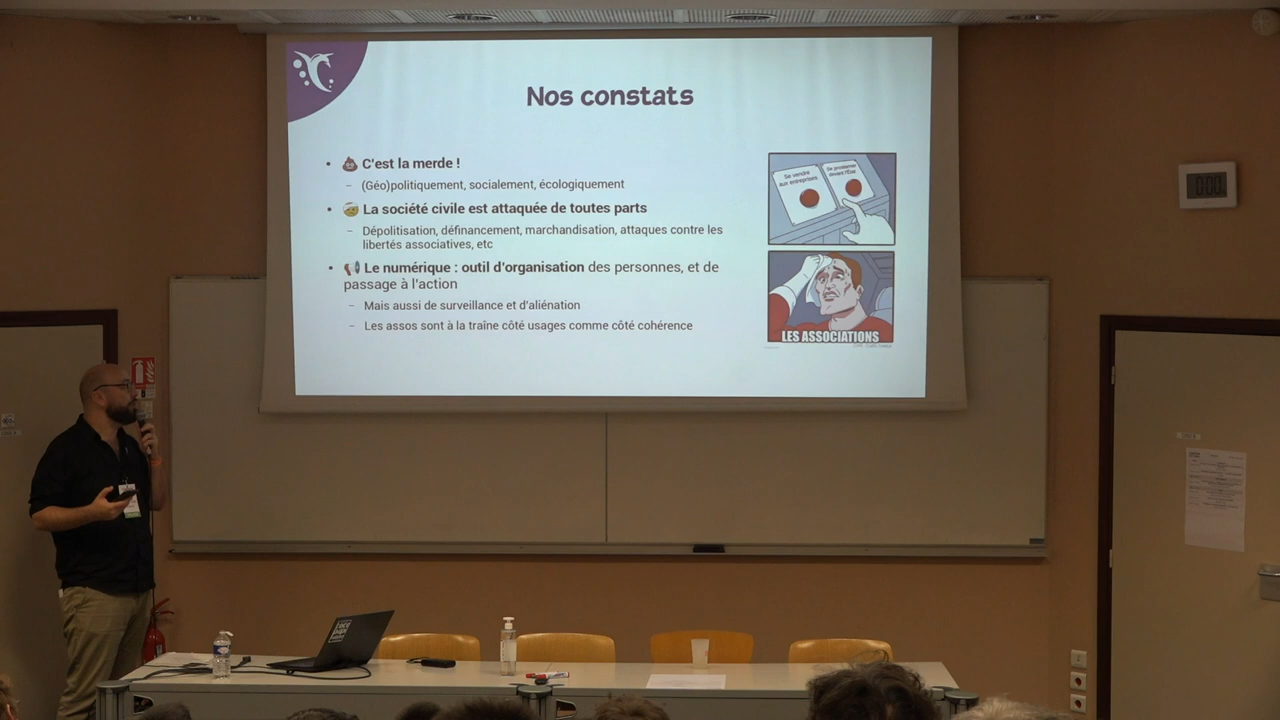 Nos constats
• 💩 C'est la merde !
– (Géo)politiquement, socialement, écologiquement
• 🤕 La société civile est attaquée de toutes parts
– Dépolitisation, définancement, marchandisation, attaques contre les
libertés associatives, etc
• 📢 Le numérique : outil d'organisation des personnes, et de
passage à l'action
– Mais aussi de surveillance et d'aliénation
– Les assos sont à la traîne côté usages comme côté cohérence
Se vendre
aux entreprises
Se prosterner
devant l'État
LES ASSOCIATIONS